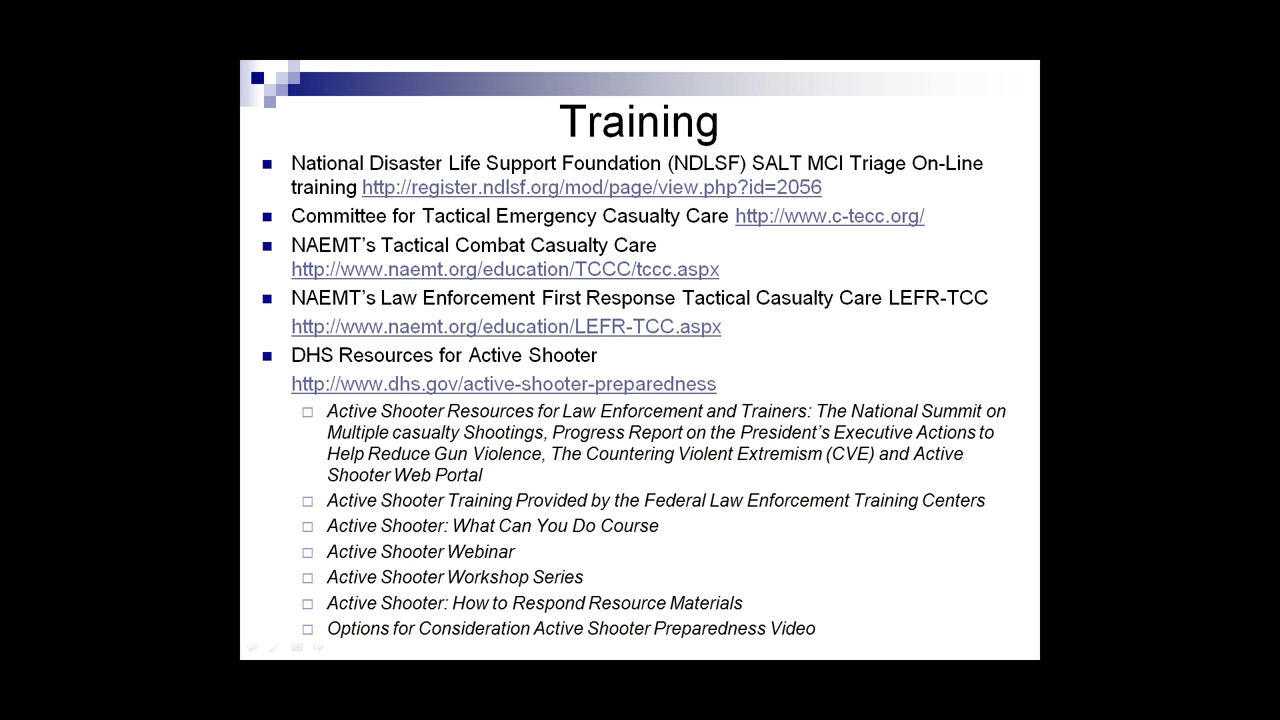 Training
National Disaster Life Support Foundation (NDLSF) SALT MCI Triage On-Line
training http://register.ndlsf.org/mod/page/view.php?id=2056
Committee for Tactical Emergency Casualty Care http://www.c-tecc.org/
NAEMT's Tactical Combat Casualty Care
http://www.naemt.org/education/TCCC/tccc.aspx
NAEMT's Law Enforcement First Response Tactical Casualty Care LEFR-TCC
http://www.naemt.org/education/LEFR-TCC.aspx
DHS Resources for Active Shooter
http://www.dhs.gov/active-shooter-preparedness
Active Shooter Resources for Law Enforcement and Trainers: The National Summit on
Multiple casualty Shootings, Progress Report on the President's Executive Actions to
Help Reduce Gun Violence, The Countering Violent Extremism (CVE) and Active
Shooter Web Portal
Active Shooter Training Provided by the Federal Law Enforcement Training Centers
Active Shooter: What Can You Do Course
Active Shooter Webinar
Active Shooter Workshop Series
Active Shooter: How to Respond Resource Materials
Options for Consideration Active Shooter Preparedness Video